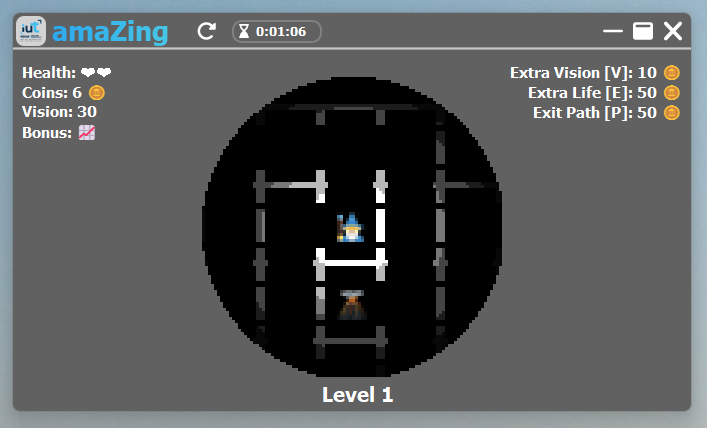 iut
amaZing
0:01:06
Health: ❤❤
Coins: 6
Vision: 30
Bonus:
Extra Vision [V]: 10
Extra Life [E]: 50
Exit Path [P]: 50
Level 1